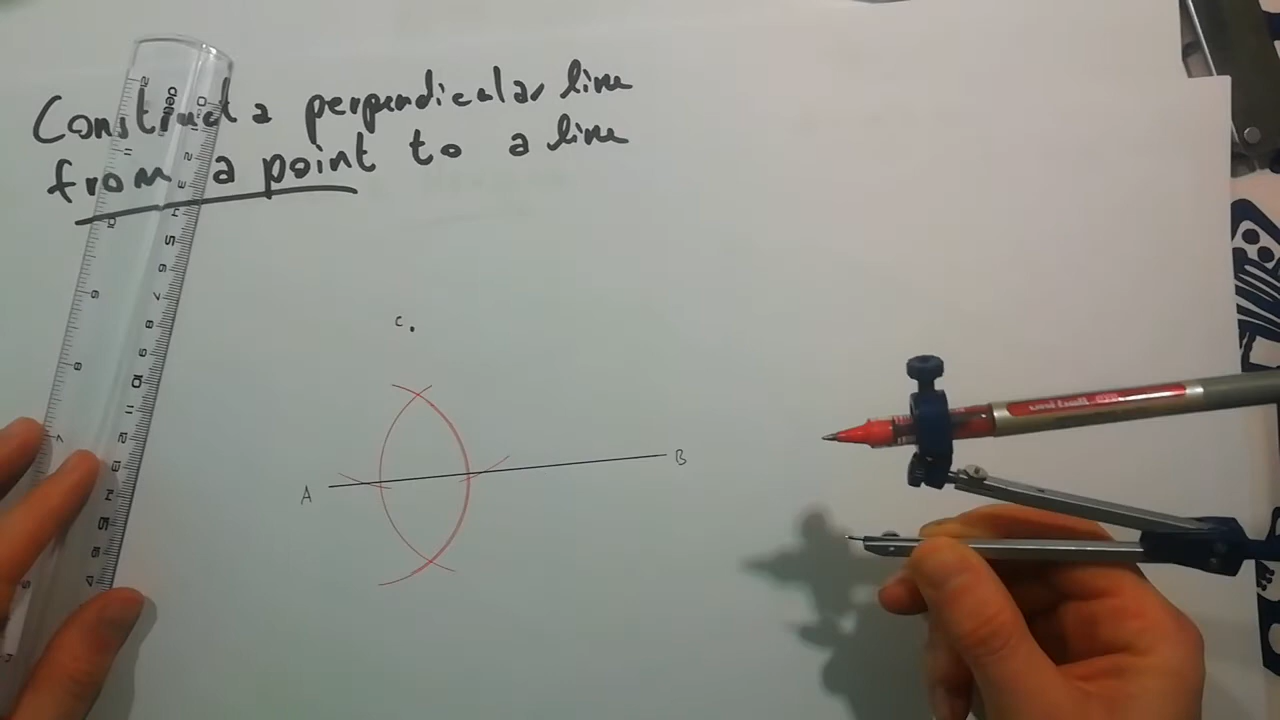 Construct a perpendicular line
from a point to a line
C.
A
B